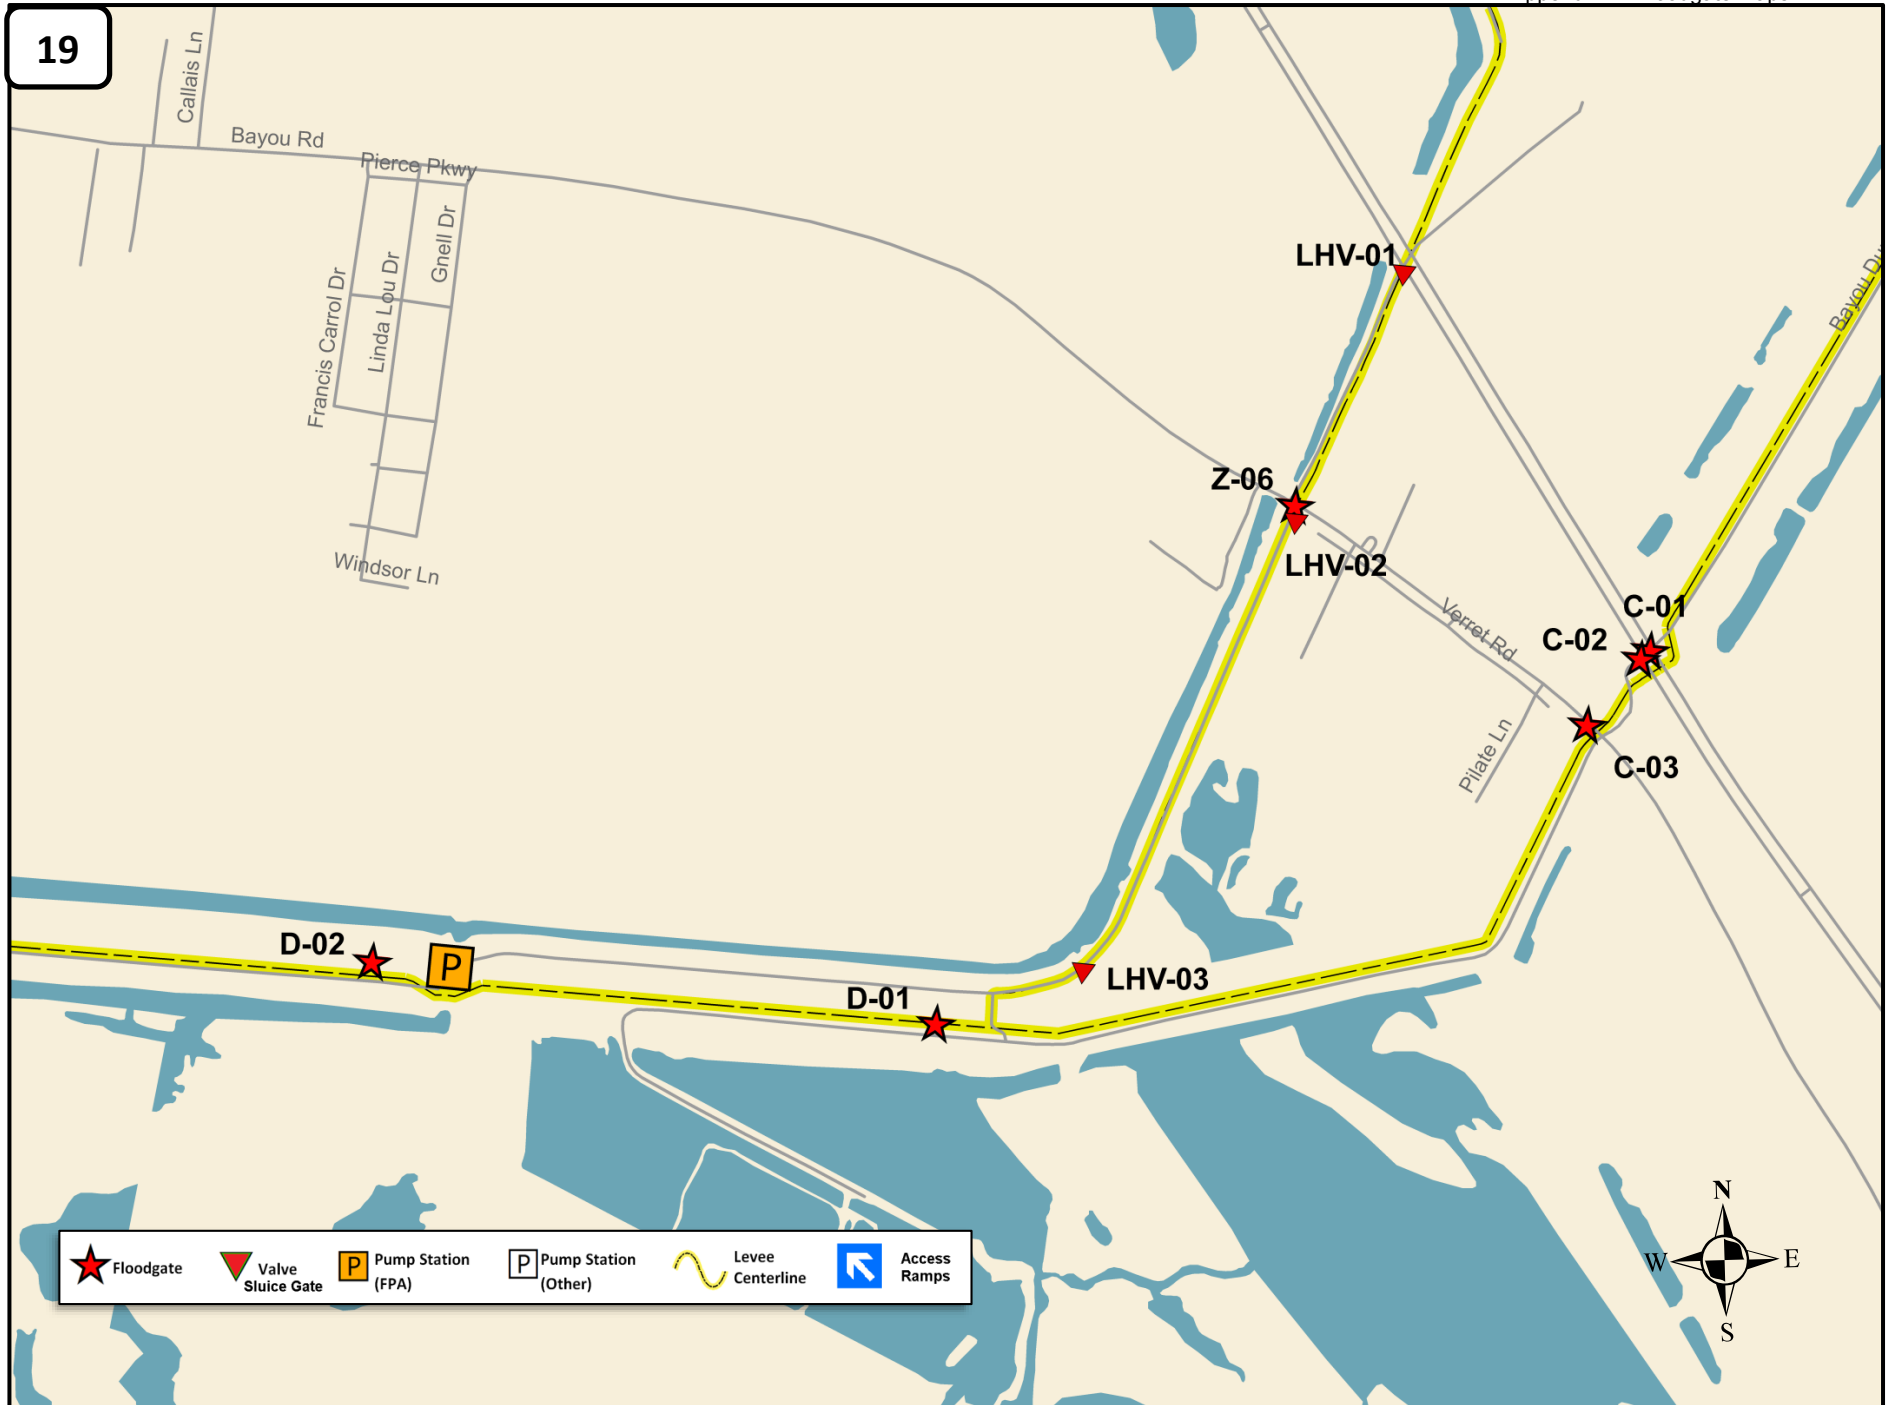 19
Callais Ln
Bayou Rd
Pierce Pkwy
Gnell Dr
Linda Lou Dr
Francis Carrol Dr
Windsor Ln
LHV-01
Bayou
Z-06
LHV-02
Verret Rd
C-01
C-02
Pilate Ln
C-03
D-02
P
D-01
LHV-03
Floodgate
Valve
Sluice Gate
P
Pump Station
(FPA)
P
Pump Station
(Other)
Levee
Centerline
Access
Ramps
N
W
E
S